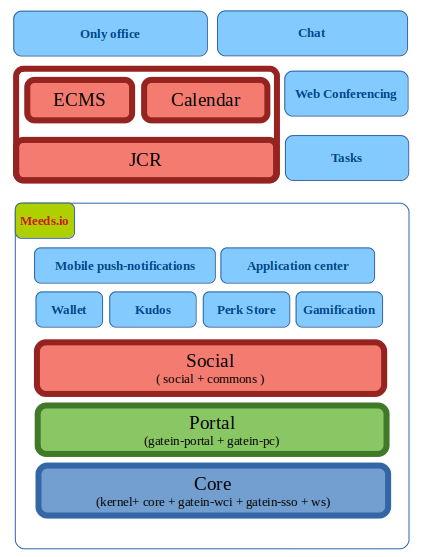 Only office
Chat
ECMS
Calendar
Web Conferencing
JCR
Tasks
Meeds.io
Mobile push-notifications
Application center
Wallet
Kudos
Perk Store
Gamification
Social
( social + commons )
Portal
(gatein-portal + gatein-pc)
Core
(kernel+ core + gatein-wci + gatein-sso + ws)